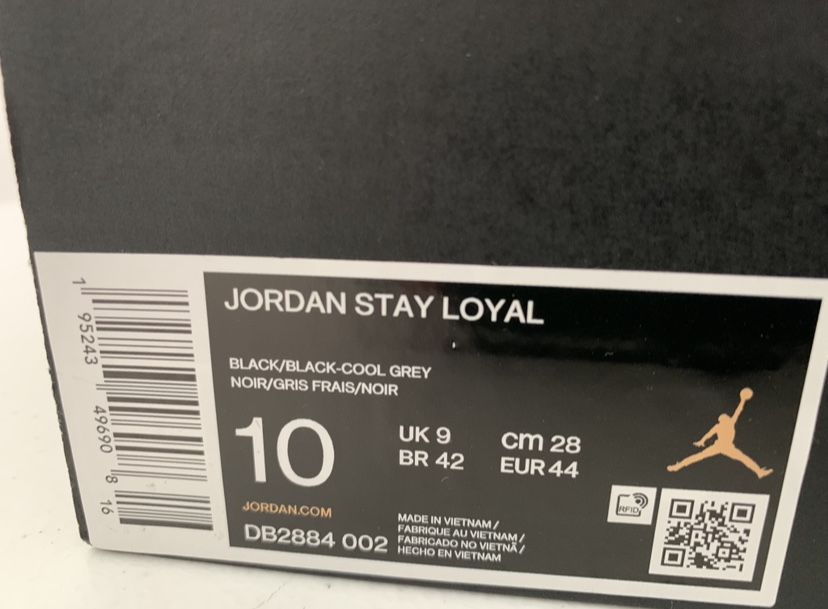 JORDAN STAY LOYAL
BLACK/BLACK-COOL GREY
NOIR/GRIS FRAIS/NOIR
10
UK 9
cm 28
BR 42
EUR 44
JORDAN.COM
DB2884 002
MADE IN VIETNAM /
FABRIQUE AU VIETNAM /
FABRICADO NO VIETNÃ /
HECHO EN VIETNAM
RFID
1 95243 49690 8 16